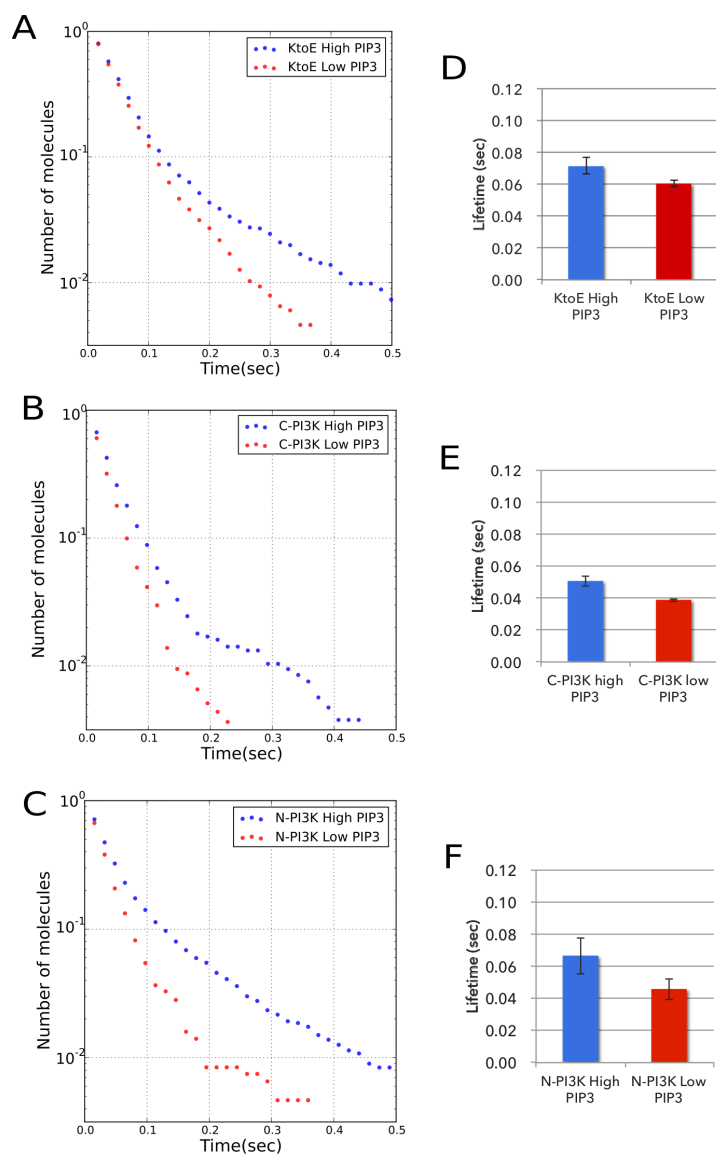 A
10^0
10^-1
10^-2
Number of molecules
KtoE High PIP3
KtoE Low PIP3
0.0 0.1 0.2 0.3 0.4 0.5
Time(sec)
D
0.12
0.10
0.08
0.06
0.04
0.02
0.00
Lifetime (sec)
KtoE High
PIP3
KtoE Low
PIP3
B
10^0
10^-1
10^-2
Number of molecules
C-PI3K High PIP3
C-PI3K Low PIP3
0.0 0.1 0.2 0.3 0.4 0.5
Time(sec)
E
0.12
0.10
0.08
0.06
0.04
0.02
0.00
Lifetime (sec)
C-PI3K high
PIP3
C-PI3K low
PIP3
C
10^0
10^-1
10^-2
Number of molecules
N-PI3K High PIP3
N-PI3K Low PIP3
0.0 0.1 0.2 0.3 0.4 0.5
Time(sec)
F
0.12
0.10
0.08
0.06
0.04
0.02
0.00
Lifetime (sec)
N-PI3K High
PIP3
N-PI3K Low
PIP3